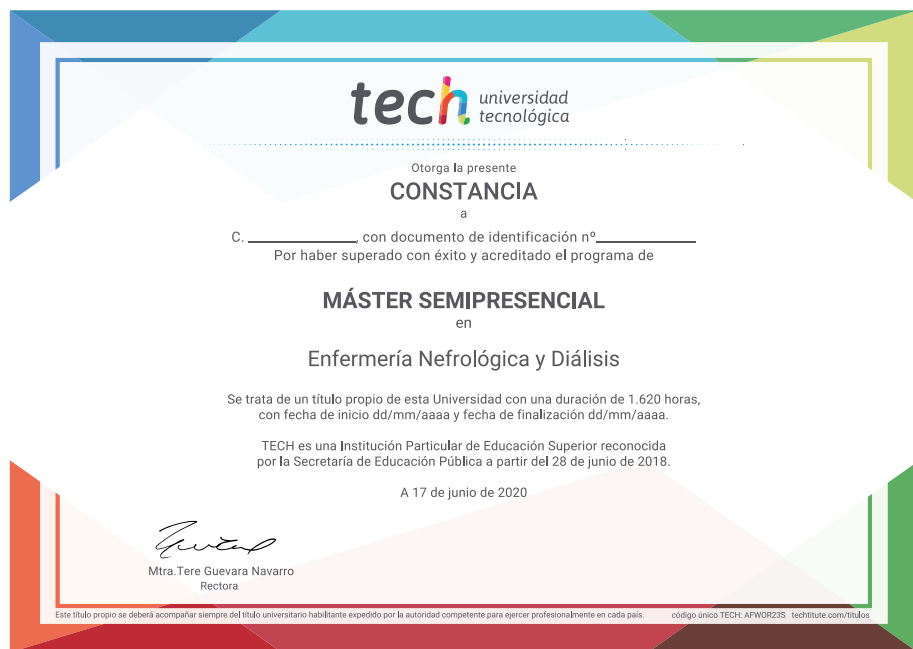 tech universidad
tecnológica
Otorga la presente
CONSTANCIA
a
C. ____________, con documento de identificación nº____________
Por haber superado con éxito y acreditado el programa de
MÁSTER SEMIPRESENCIAL
en
Enfermería Nefrológica y Diálisis
Se trata de un título propio de esta Universidad con una duración de 1.620 horas,
con fecha de inicio dd/mm/aaaa y fecha de finalización dd/mm/aaaa.
TECH es una Institución Particular de Educación Superior reconocida
por la Secretaría de Educación Pública a partir del 28 de junio de 2018.
A 17 de junio de 2020
Mtra.Tere Guevara Navarro
Rectora
Este título propio se deberá acompañar siempre del título universitario habilitante expedido por la autoridad competente para ejercer profesionalmente en cada país. código único TECH: AFWOR23S techtitute.com/titulos